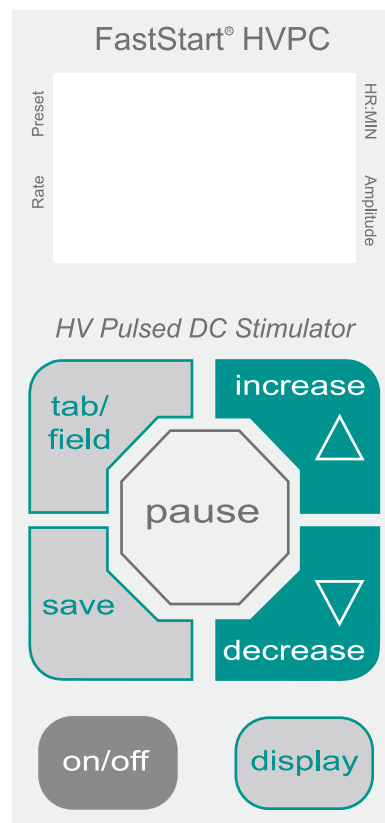 FastStart® HVPC
Preset
HR:MIN
Rate
Amplitude
HV Pulsed DC Stimulator
tab/
field
increase
pause
save
decrease
on/off
display